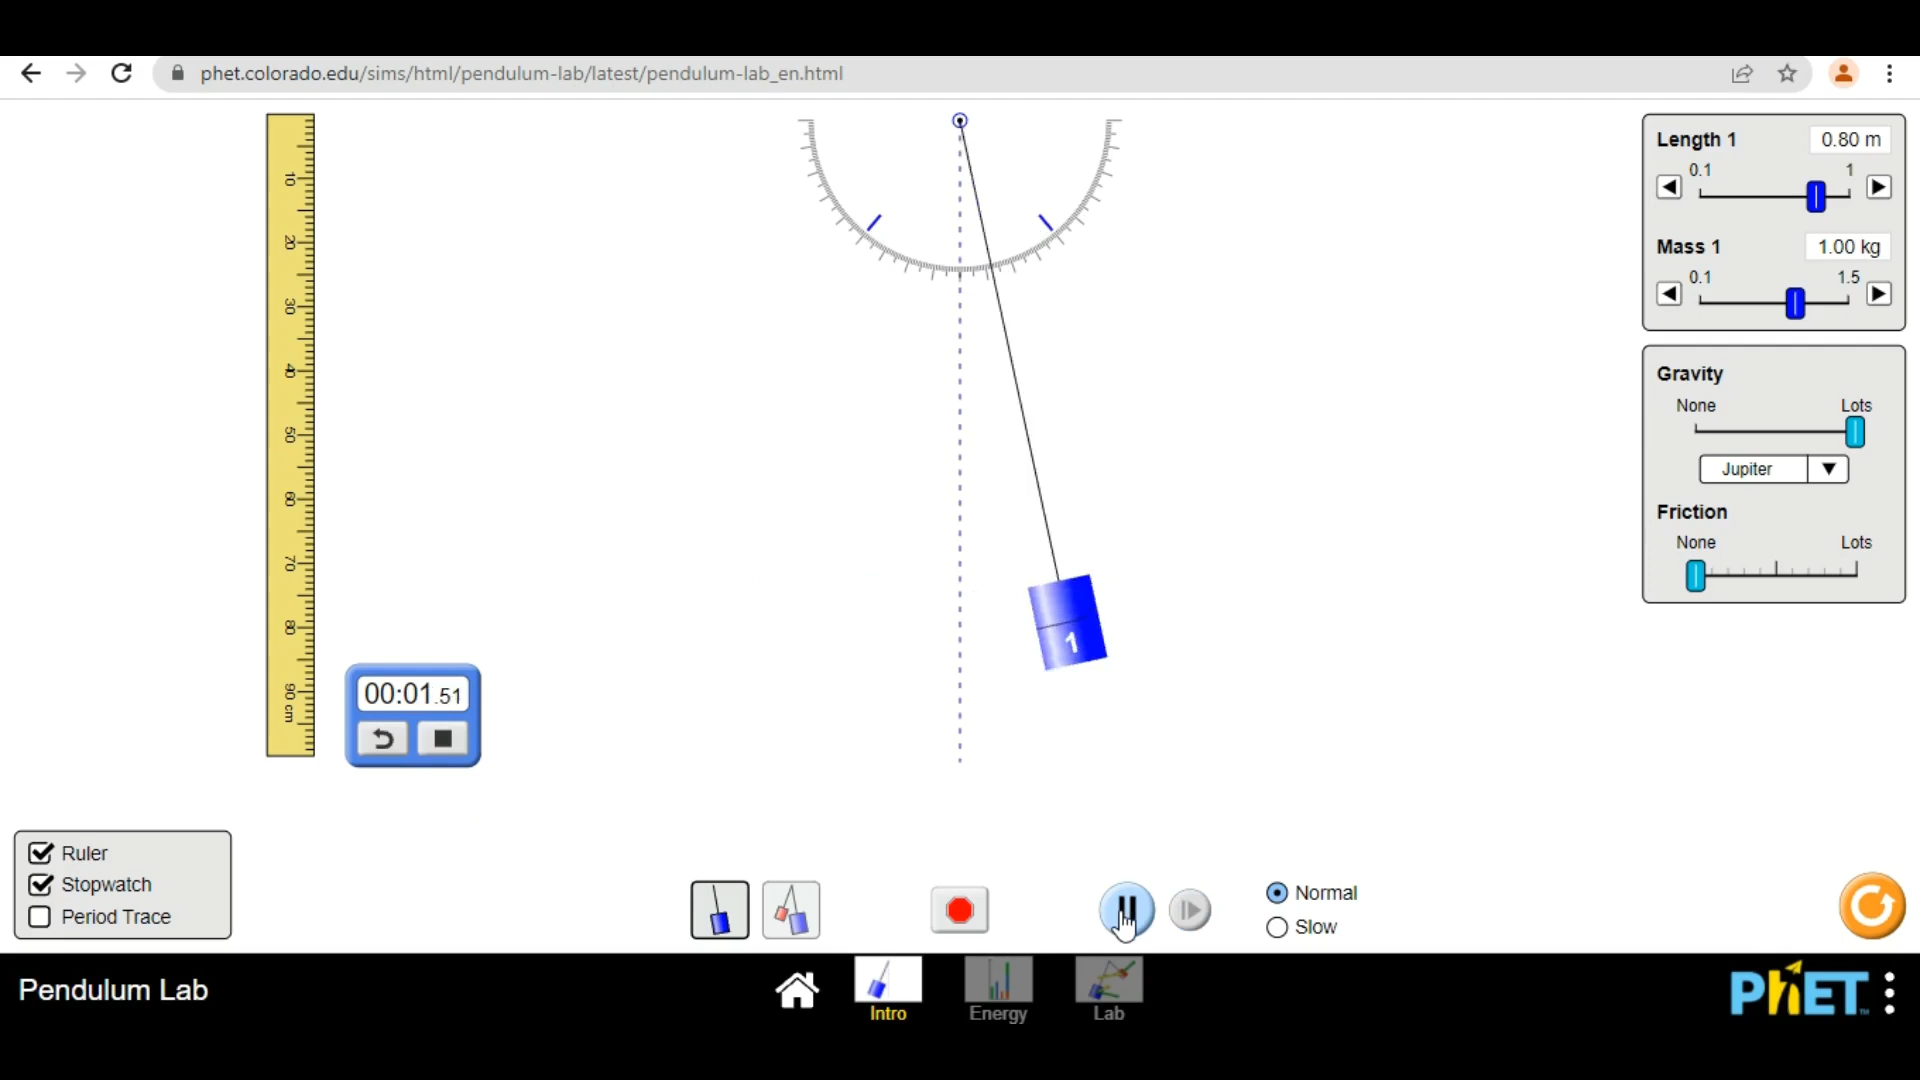 phet.colorado.edu/sims/html/pendulum-lab/latest/pendulum-lab_en.html
Length 1 0.80 m
0.1 1
Mass 1 1.00 kg
0.1 1.5
Gravity
None Lots
Jupiter
Friction
None Lots
10
20
30
40
50
60
70
80
90 cm
1
00:01.51
Ruler
Stopwatch
Period Trace
Normal
Slow
Pendulum Lab
Intro
Energy
Lab
PhET